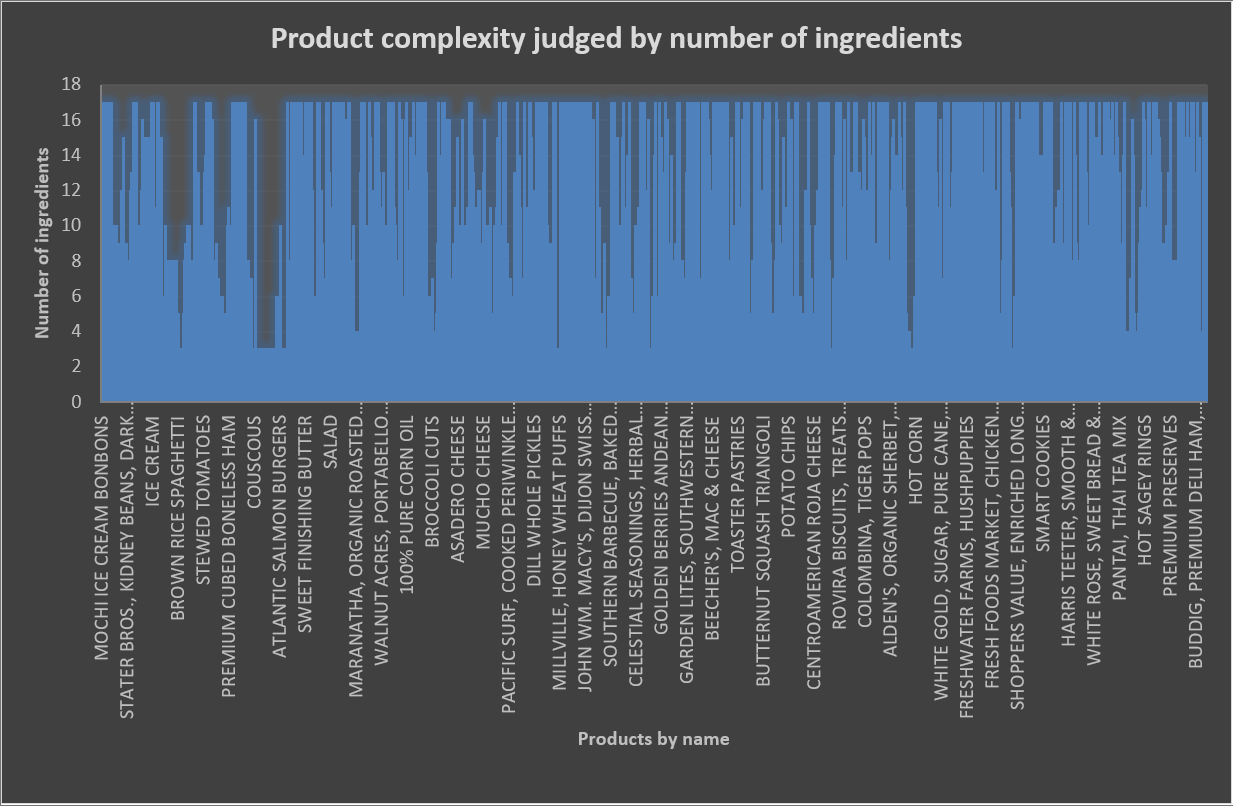 Product complexity judged by number of ingredients
18
16
14
12
10
8
6
4
2
0
Number of ingredients
MOCHI ICE CREAM BONBONS
STATER BROS., KIDNEY BEANS, DARK…
ICE CREAM
BROWN RICE SPAGHETTI
STEWED TOMATOES
PREMIUM CUBED BONELESS HAM
COUSCOUS
ATLANTIC SALMON BURGERS
SWEET FINISHING BUTTER
SALAD
MARANATHA, ORGANIC ROASTED…
WALNUT ACRES, PORTABELLO…
100% PURE CORN OIL
BROCCOLI CUTS
ASADERO CHEESE
MUCHO CHEESE
PACIFIC SURF, COOKED PERIWINKLE…
DILL WHOLE PICKLES
MILLVILLE, HONEY WHEAT PUFFS
JOHN WM. MACY'S, DIJON SWISS…
SOUTHERN BARBECUE, BAKED…
CELESTIAL SEASONINGS, HERBAL…
GOLDEN BERRIES ANDEAN…
GARDEN LITES, SOUTHWESTERN…
BEECHER'S, MAC & CHEESE
TOASTER PASTRIES
BUTTERNUT SQUASH TRIANGOLI
POTATO CHIPS
CENTROAMERICAN ROJA CHEESE
ROVIRA BISCUITS, TREATS…
COLOMBINA, TIGER POPS
ALDEN'S, ORGANIC SHERBET,…
HOT CORN
WHITE GOLD, SUGAR, PURE CANE,…
FRESHWATER FARMS, HUSHPUPPIES
FRESH FOODS MARKET, CHICKEN…
SHOPPERS VALUE, ENRICHED LONG…
SMART COOKIES
HARRIS TEETER, SMOOTH &…
WHITE ROSE, SWEET BREAD &…
PANTAI, THAI TEA MIX
HOT SAGEY RINGS
PREMIUM PRESERVES
BUDDIG, PREMIUM DELI HAM,…
Products by name